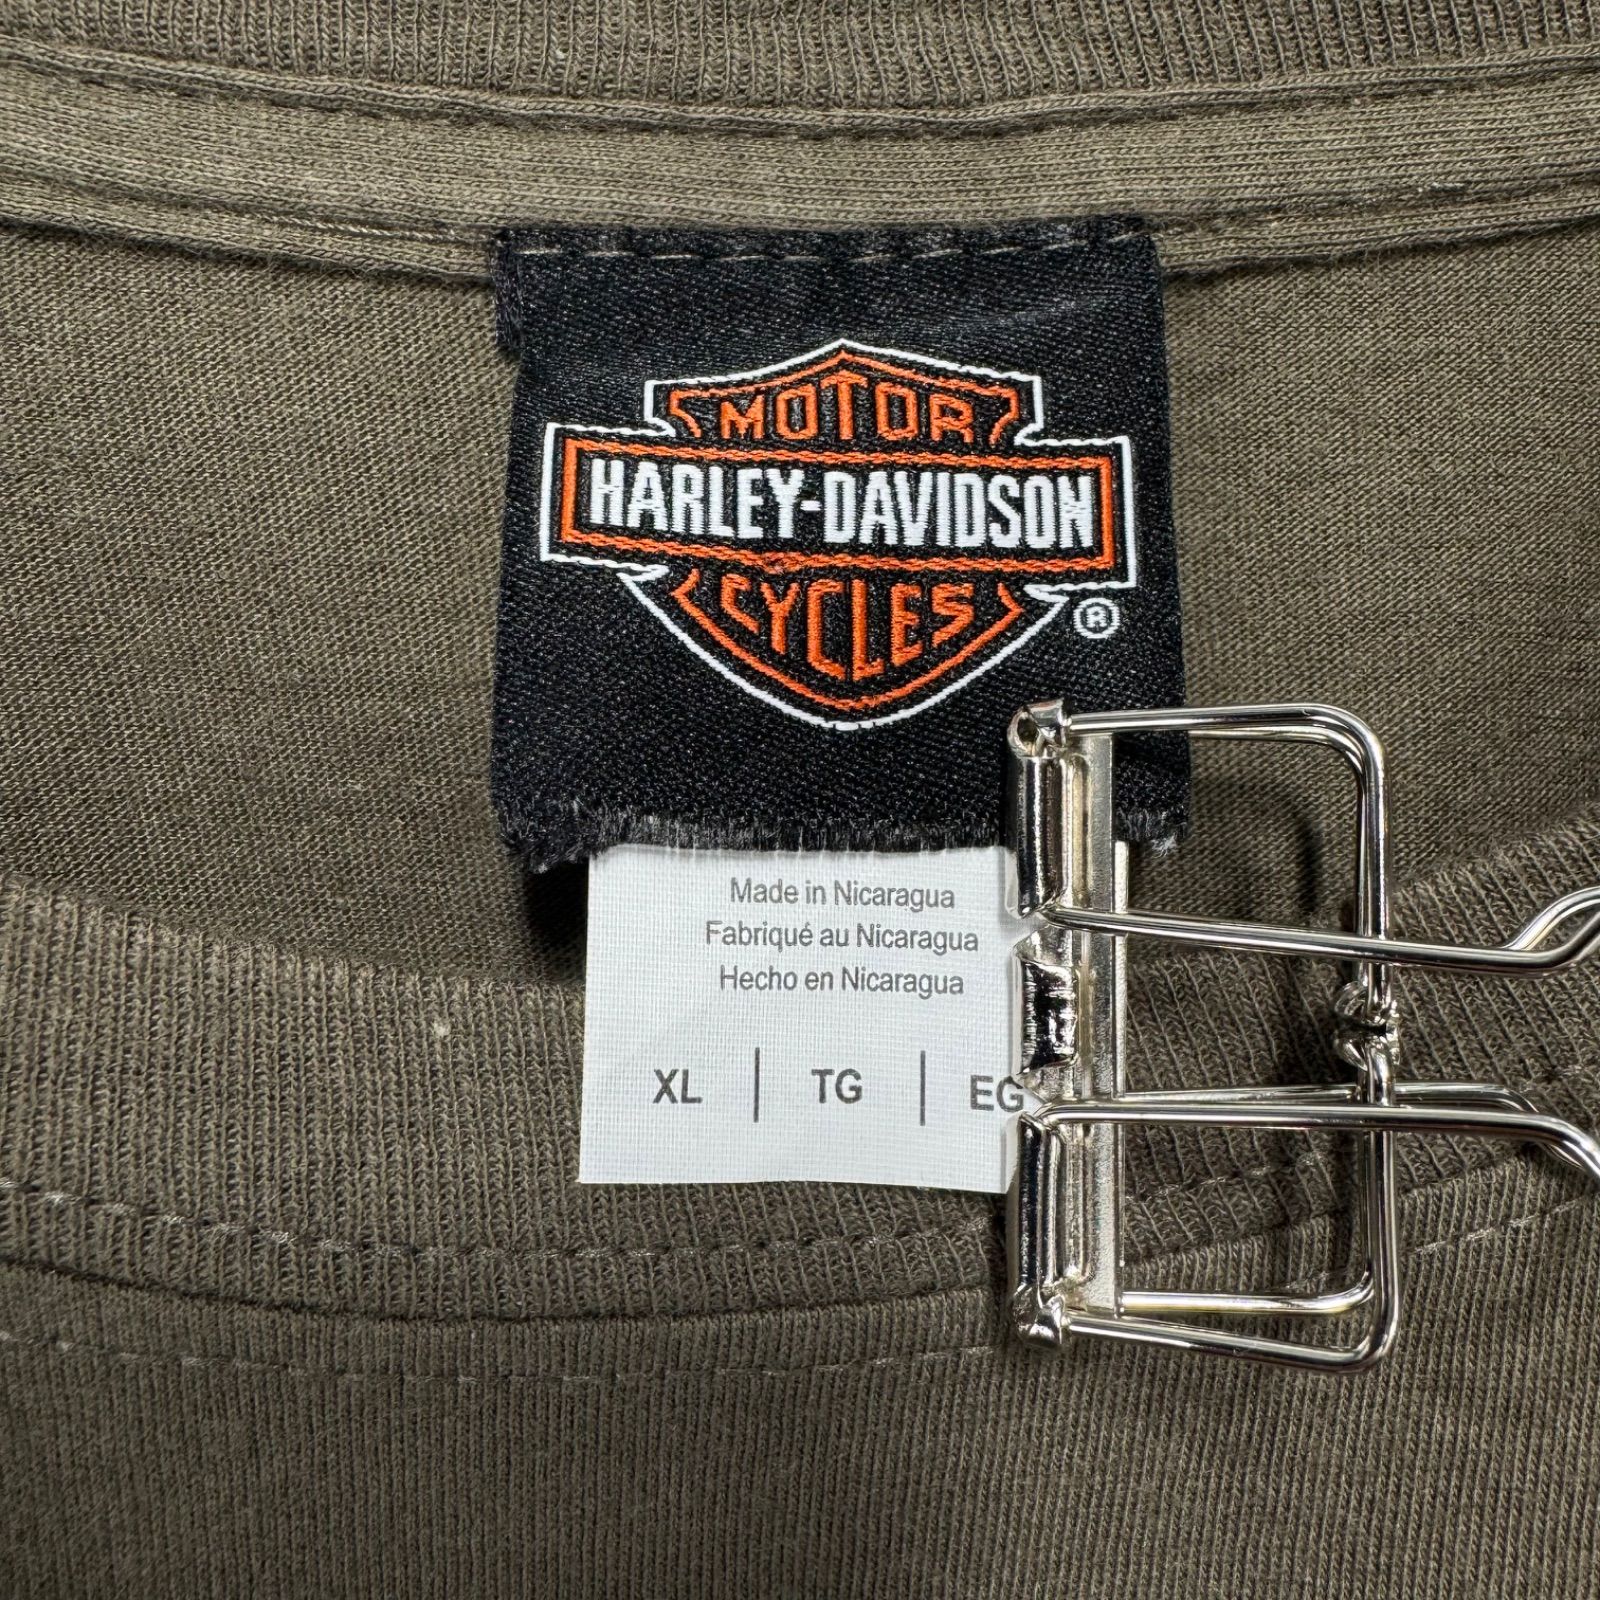 MOTOR
HARLEY-DAVIDSON
CYCLES
®
Made in Nicaragua
Fabriqué au Nicaragua
Hecho en Nicaragua
XL | TG | EG